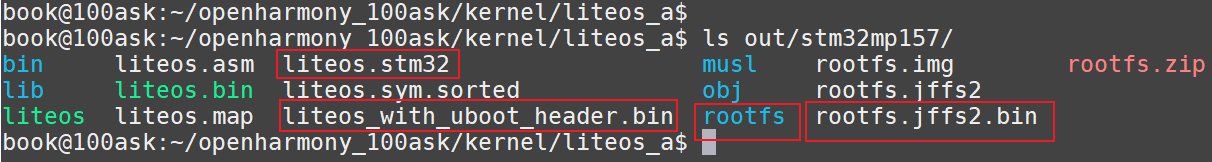 book@100ask:~/openharmony_100ask/kernel/liteos_a$
book@100ask:~/openharmony_100ask/kernel/liteos_a$ ls out/stm32mp157/
bin liteos.asm liteos.stm32 musl rootfs.img rootfs.zip
lib liteos.bin liteos.sym.sorted obj rootfs.jffs2
liteos liteos.map liteos_with_uboot_header.bin rootfs rootfs.jffs2.bin
book@100ask:~/openharmony_100ask/kernel/liteos_a$